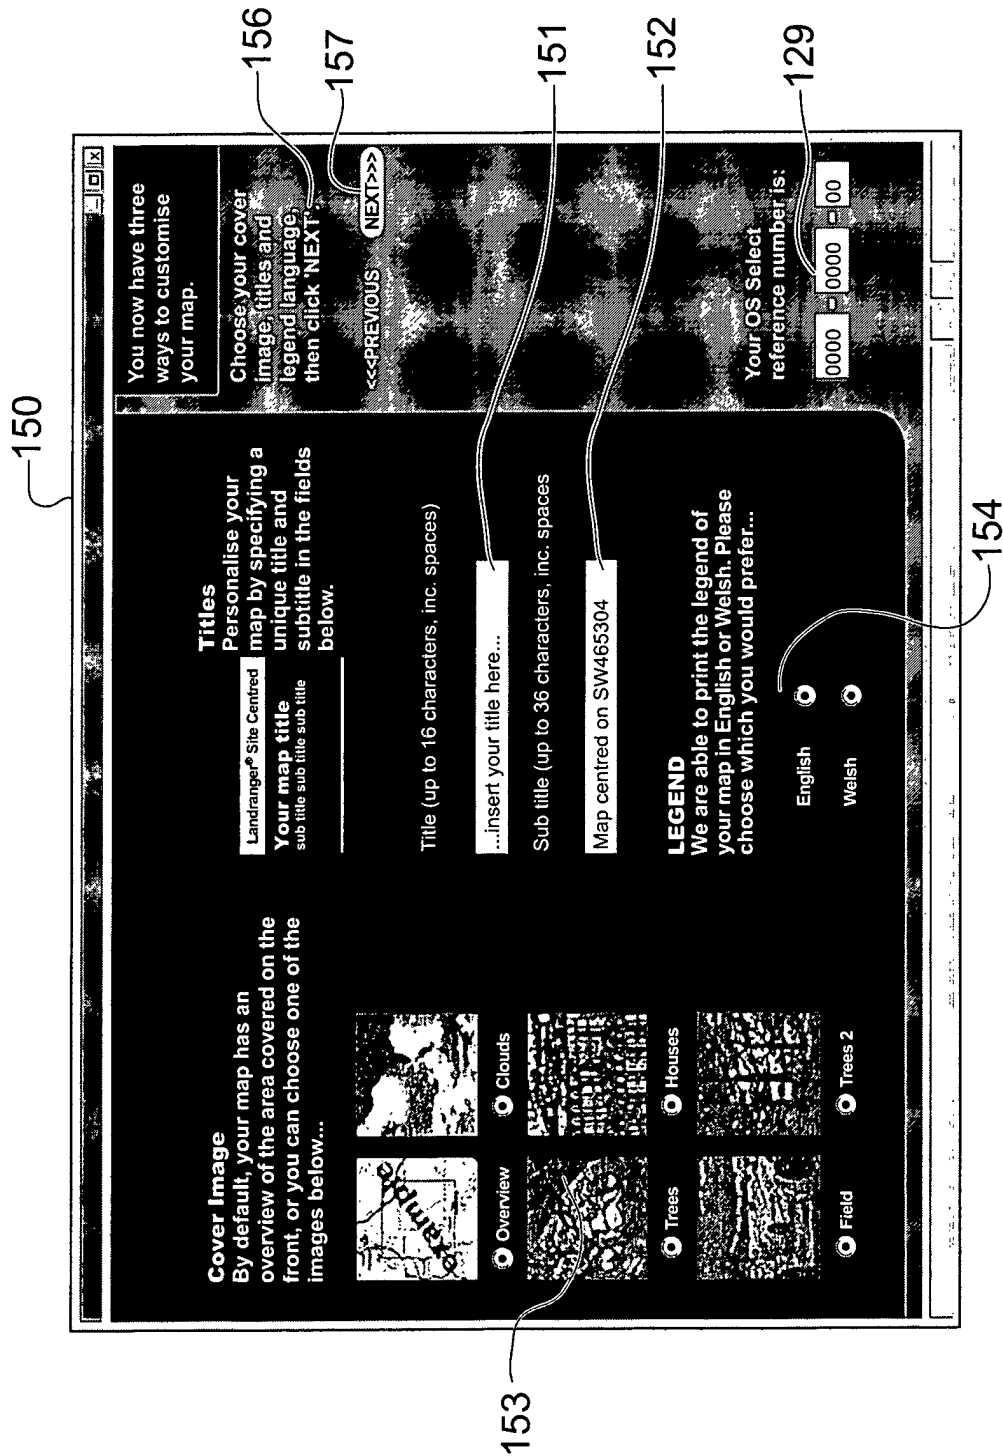 150
Cover Image
By default, your map has an
overview of the area covered on the
front, or you can choose one of the
images below...
example
Overview
Clouds
Trees
Houses
Field
Trees 2
153
Landranger® Site Centred
Your map title
sub title sub title sub title
Titles
Personalise your
map by specifying a
unique title and
subtitle in the fields
below.
Title (up to 16 characters, inc. spaces)
...insert your title here...
Sub title (up to 36 characters, inc. spaces
Map centred on SW465304
LEGEND
We are able to print the legend of
your map in English or Welsh. Please
choose which you would prefer...
English
Welsh
154
You now have three
ways to customise
your map.
Choose your cover
image, titles and
legend language,
then click 'NEXT'
<<<PREVIOUS
NEXT>>>
Your OS Select
reference number is:
0000 - 0000 - 00
156
157
151
152
129